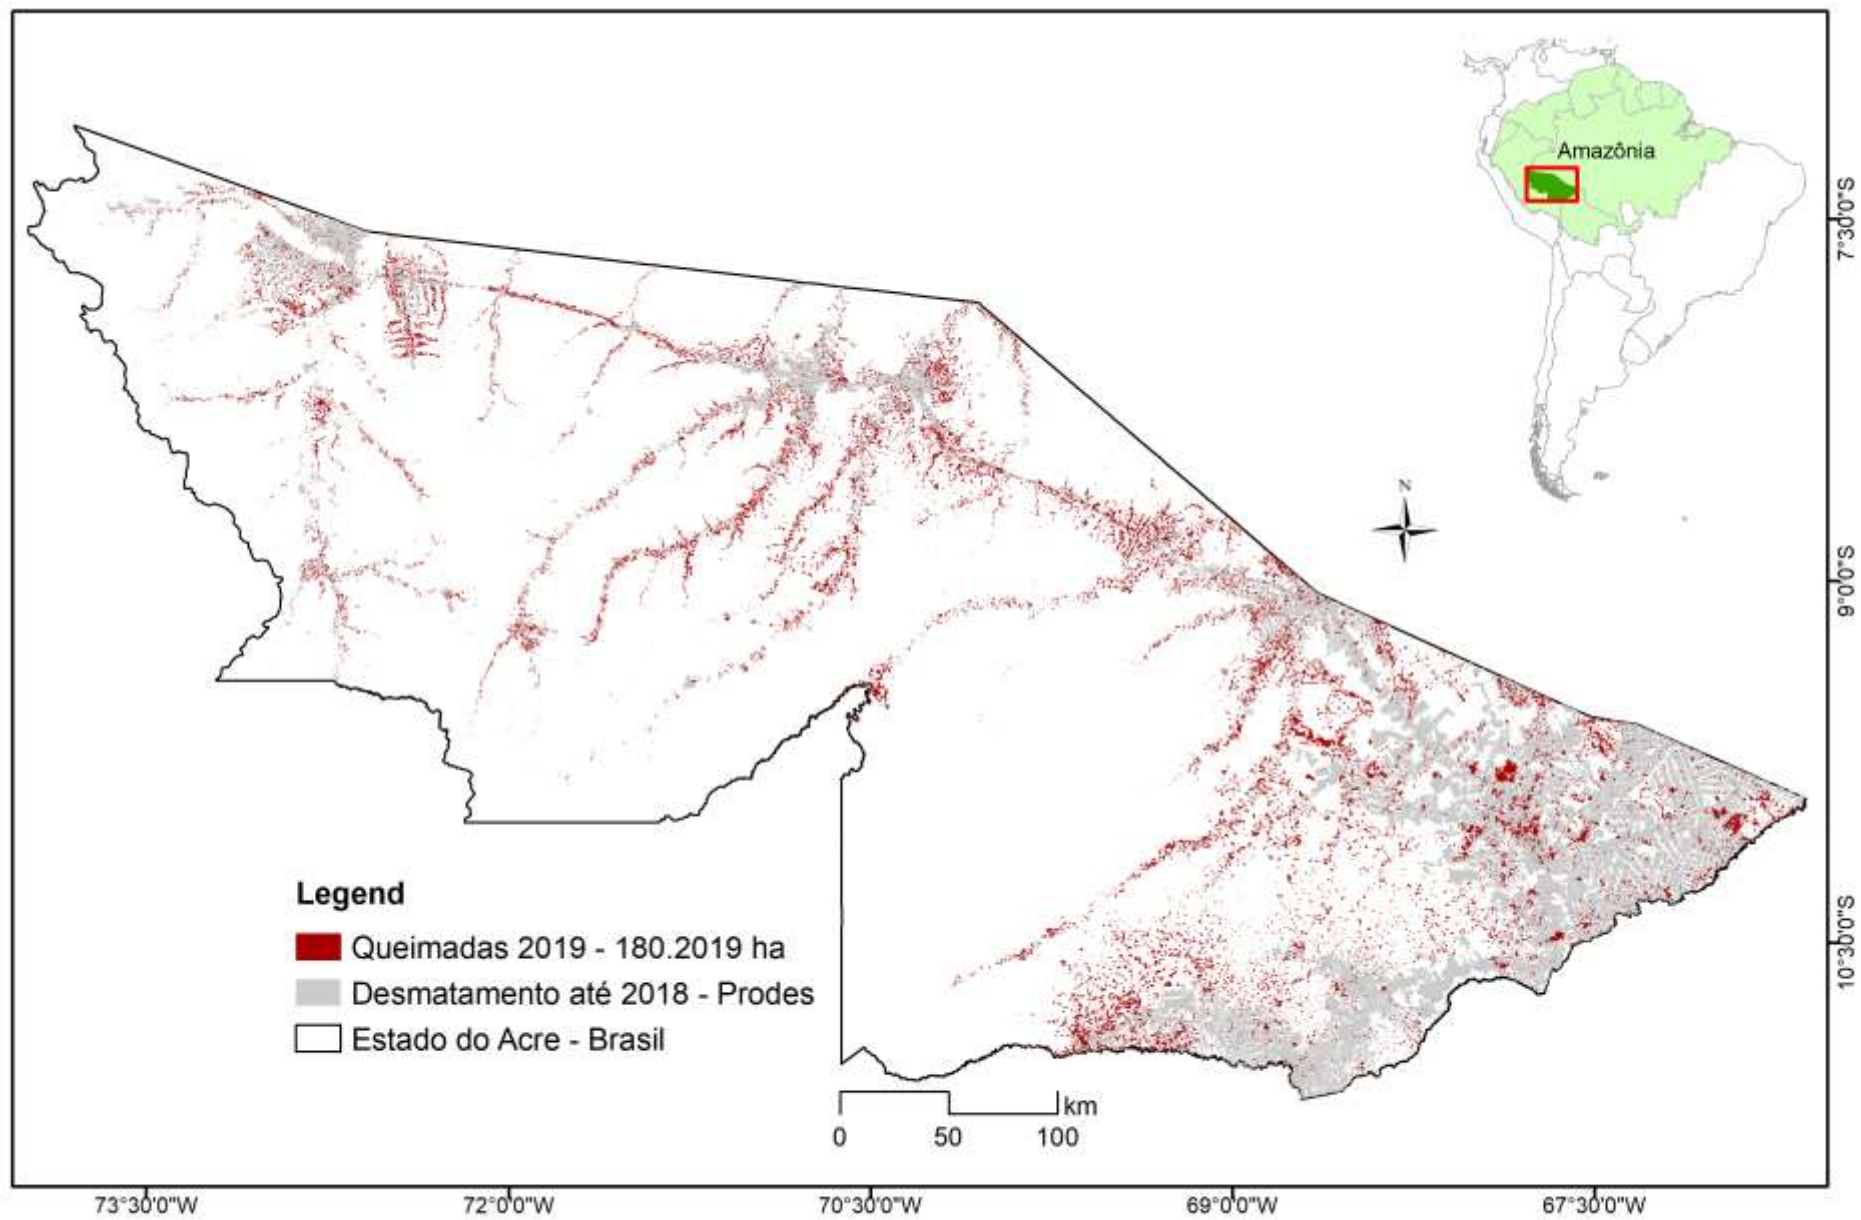 Amazônia
7°30'0"S
N
9°0'0"S
Legend
Queimadas 2019 - 180.2019 ha
Desmatamento até 2018 - Prodes
Estado do Acre - Brasil
10°30'0"S
km
0 50 100
73°30'0"W 72°0'0"W 70°30'0"W 69°0'0"W 67°30'0"W